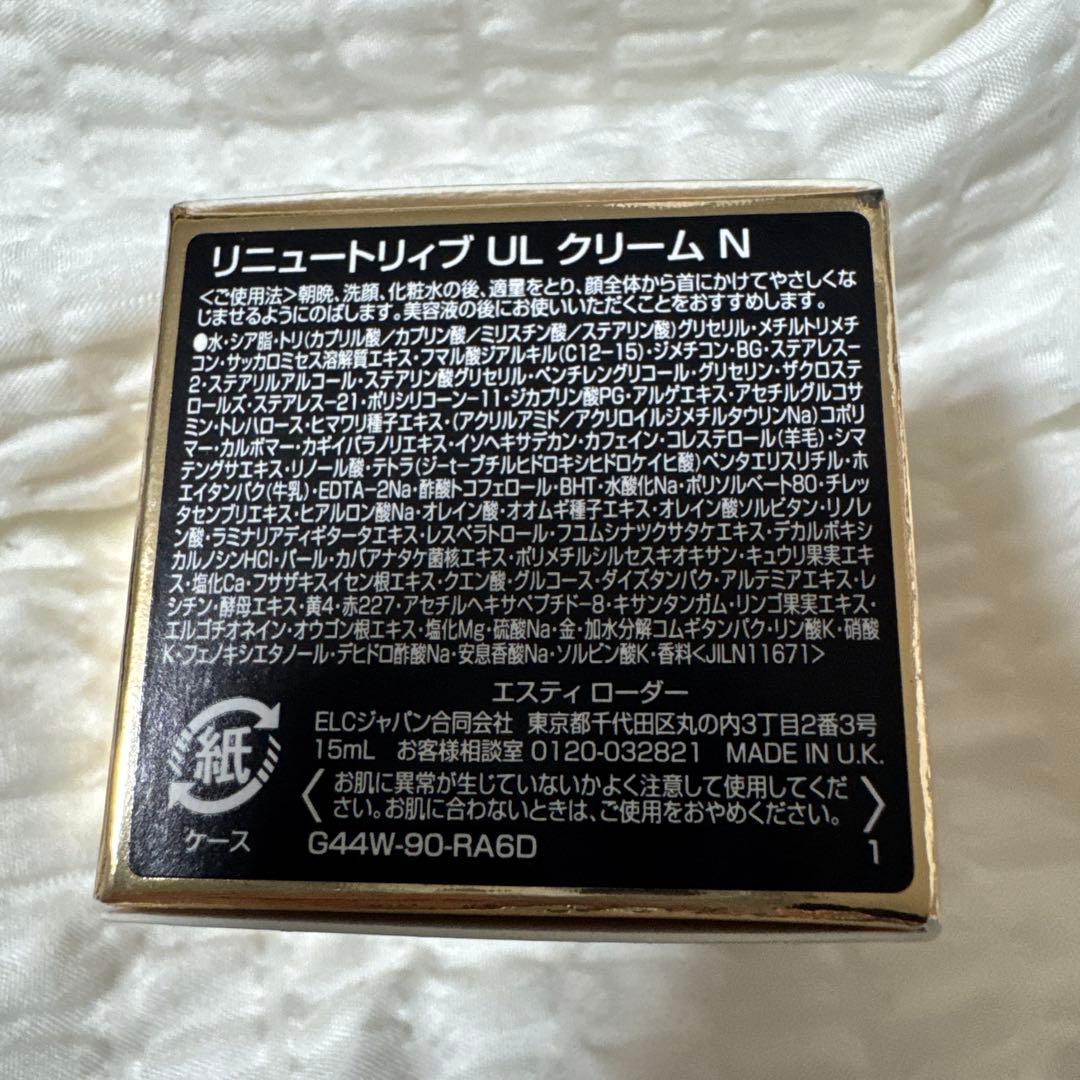 リニュートリィブ UL クリーム N
<ご使用法>朝晩、洗顔、化粧水の後、適量をとり、顔全体から首にかけてやさしくな
じませるようにのばします。美容液の後にお使いいただくことをおすすめします。
●水・シア脂・トリ(カプリル酸/カプリン酸/ミリスチン酸/ステアリン酸)グリセリル・メチルトリメチ
コン・サッカロミセス溶解質エキス・フマル酸ジアルキル(C12-15)・ジメチコン・BG・ステアレス-
2・ステアリルアルコール・ステアリン酸グリセリル・ペンチレングリコール・グリセリン・ザクロステ
ロールズ・ステアレス-21・ポリシリコーン-11・ジカプリン酸PG・アルゲエキス・アセチルグルコサ
ミン・トレハロース・ヒマワリ種子エキス・(アクリルアミド/アクリロイルジメチルタウリンNa)コポリ
マー・カルボマー・カギイバラノリエキス・イソヘキサデカン・カフェイン・コレステロール(羊毛)・シマ
テングサエキス・リノール酸・テトラ(ジ-t-ブチルヒドロキシヒドロケイヒ酸)ペンタエリスリチル・ホ
エイタンパク(牛乳)・EDTA-2Na・酢酸トコフェロール・BHT・水酸化Na・ポリソルベート80・チレッ
タセンブリエキス・ヒアルロン酸Na・オレイン酸・オオムギ種子エキス・オレイン酸ソルビタン・リノレ
ン酸・ラミナリアディギタータエキス・レスベラトロール・フユムシナツクサタケエキス・デカルボキシ
カルノシンHCl・パール・カバアナタケ菌核エキス・ポリメチルシルセスキオキサン・キュウリ果実エキ
ス・塩化Ca・フサザキスイセン根エキス・クエン酸・グルコース・ダイズタンパク・アルテミアエキス・レ
シチン・酵母エキス・黄4・赤227・アセチルヘキサペプチド-8・キサンタンガム・リンゴ果実エキス・
エルゴチオネイン・オウゴン根エキス・塩化Mg・硫酸Na・金・加水分解コムギタンパク・リン酸K・硝酸
K・フェノキシエタノール・デヒドロ酢酸Na・安息香酸Na・ソルビン酸K・香料<JILN11671>
エスティ ローダー
ELCジャパン合同会社 東京都千代田区丸の内3丁目2番3号
15mL お客様相談室 0120-032821 MADE IN U.K.
紙
ケース
〈お肌に異常が生じていないかよく注意して使用してくだ
さい。お肌に合わないときは、ご使用をおやめください。〉
G44W-90-RA6D 1